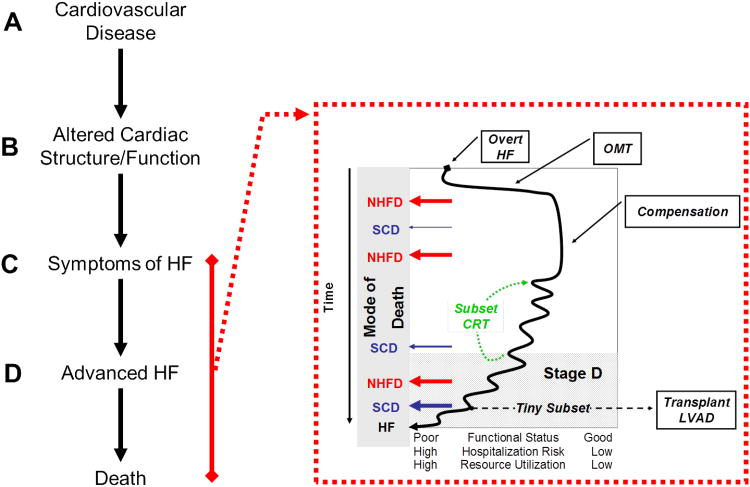 A
Cardiovascular
Disease
B
Altered Cardiac
Structure/Function
C
Symptoms of HF
D
Advanced HF
Death
Overt
HF
OMT
Compensation
Time
Mode of
Death
NHFD
SCD
NHFD
SCD
NHFD
SCD
HF
Subset
CRT
Stage D
Tiny Subset
Transplant
LVAD
Poor Functional Status Good
High Hospitalization Risk Low
High Resource Utilization Low